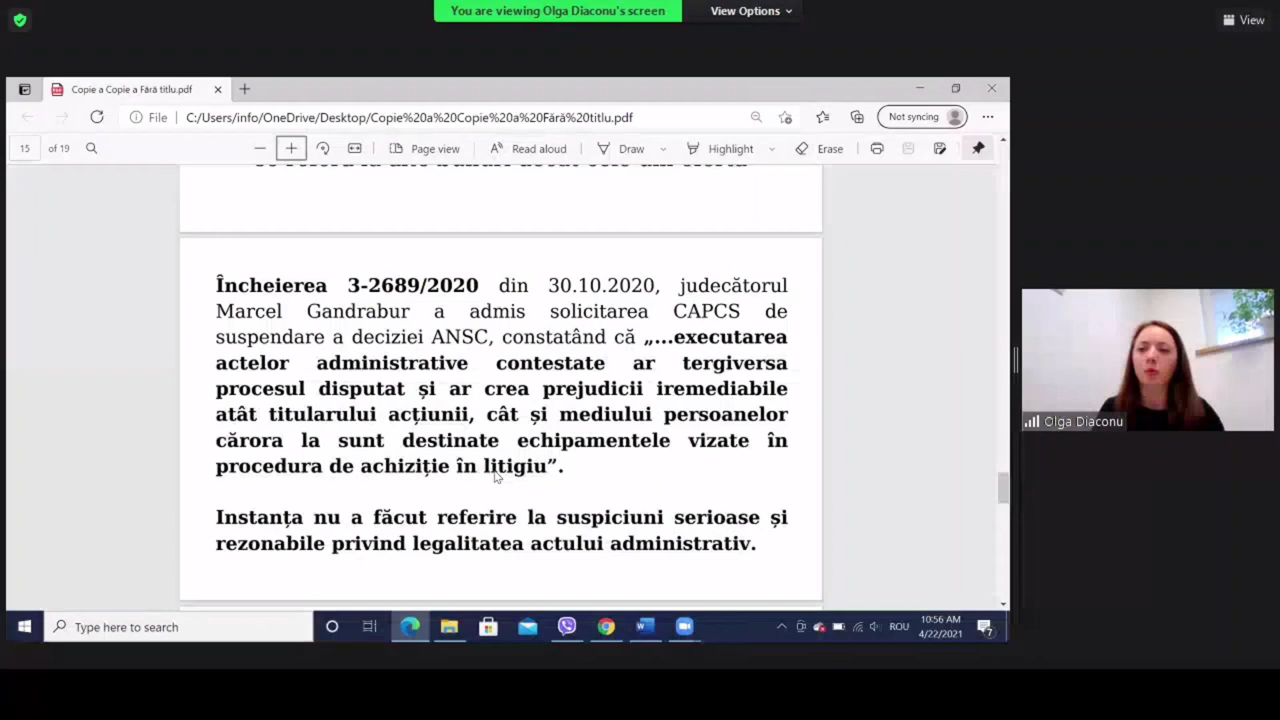 You are viewing Olga Diaconu's screen
View Options
View
Copie a Copie a Fără titlu.pdf
File
C:/Users/info/OneDrive/Desktop/Copie%20a%20Copie%20a%20Fără%20titlu.pdf
Not syncing
15 of 19
Page view
Read aloud
Draw
Highlight
Erase
Încheierea 3-2689/2020 din 30.10.2020, judecătorul
Marcel Gandrabur a admis solicitarea CAPCS de
suspendare a deciziei ANSC, constatând că „...executarea
actelor administrative contestate ar tergiversa
procesul disputat și ar crea prejudicii iremediabile
atât titularului acțiunii, cât și mediului persoanelor
cărora la sunt destinate echipamentele vizate în
procedura de achiziție în litigiu”.
Instanța nu a făcut referire la suspiciuni serioase și
rezonabile privind legalitatea actului administrativ.
Olga Diaconu
Type here to search
ROU
10:56 AM
4/22/2021
7